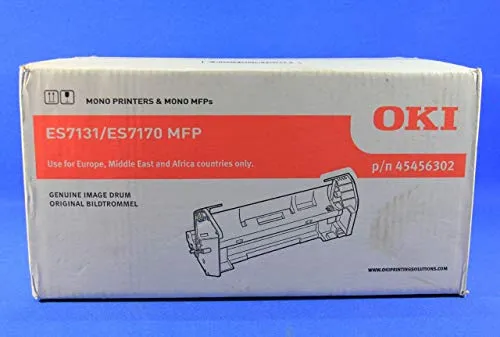 MONO PRINTERS & MONO MFPs
OKI
ES7131/ES7170 MFP
Use for Europe, Middle East and Africa countries only.
p/n 45456302
GENUINE IMAGE DRUM
ORIGINAL BILDTROMMEL
WWW.OKIPRINTINGSOLUTIONS.COM